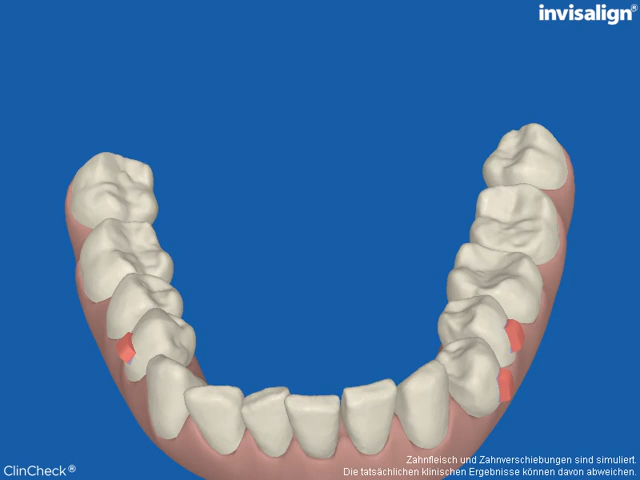 invisalign®
Zahnfleisch und Zahnverschiebungen sind simuliert.
ClinCheck® Die tatsächlichen klinischen Ergebnisse können davon abweichen.